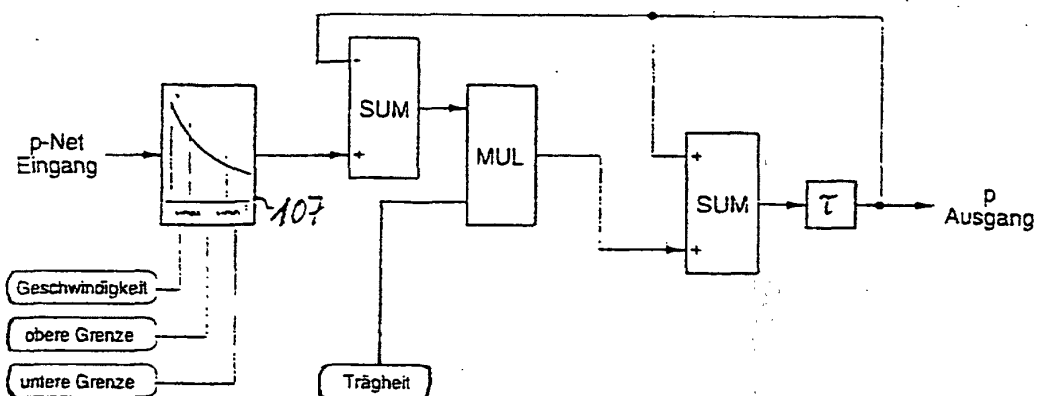 -
SUM
+
p-Net
Eingang
107
MUL
+
SUM
+
τ
p
Ausgang
Geschwindigkeit
obere Grenze
untere Grenze
Trägheit